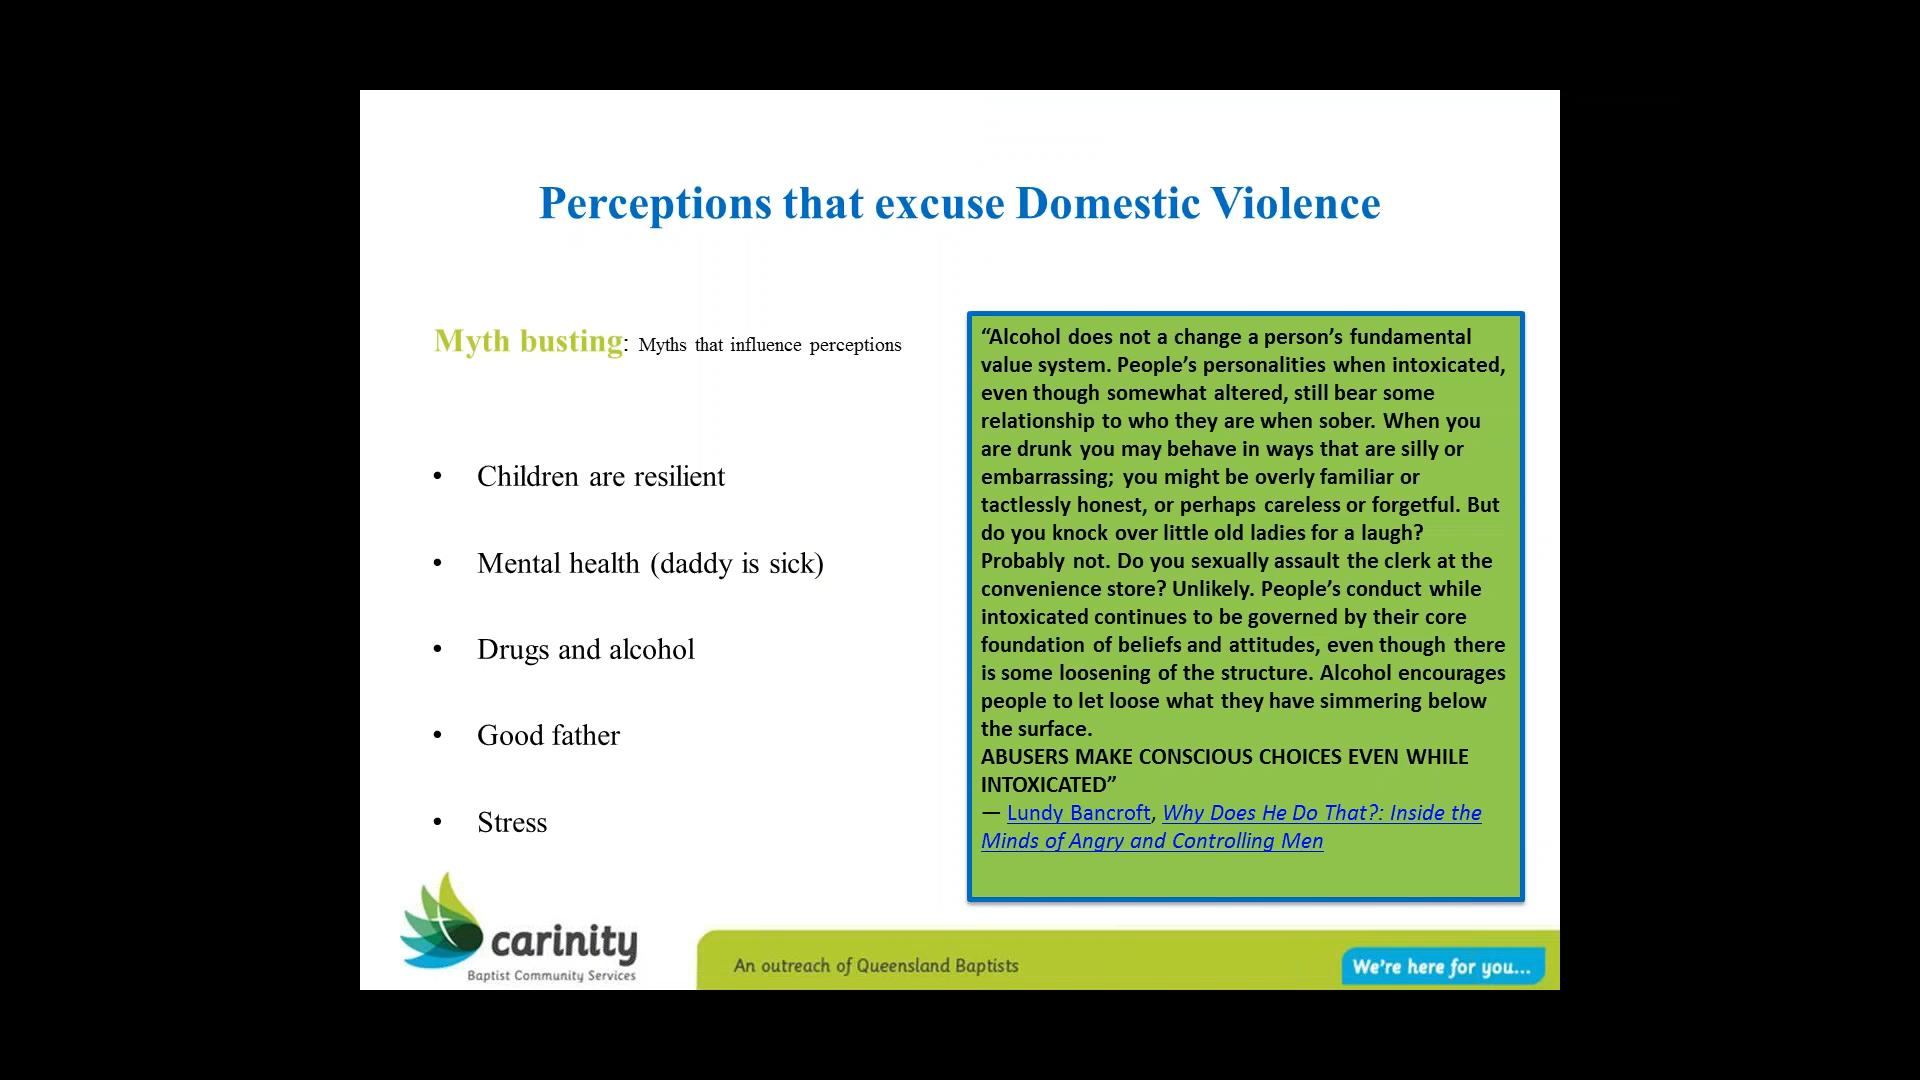 Perceptions that excuse Domestic Violence
Myth busting: Myths that influence perceptions
• Children are resilient
• Mental health (daddy is sick)
• Drugs and alcohol
• Good father
• Stress
“Alcohol does not a change a person’s fundamental
value system. People’s personalities when intoxicated,
even though somewhat altered, still bear some
relationship to who they are when sober. When you
are drunk you may behave in ways that are silly or
embarrassing; you might be overly familiar or
tactlessly honest, or perhaps careless or forgetful. But
do you knock over little old ladies for a laugh?
Probably not. Do you sexually assault the clerk at the
convenience store? Unlikely. People’s conduct while
intoxicated continues to be governed by their core
foundation of beliefs and attitudes, even though there
is some loosening of the structure. Alcohol encourages
people to let loose what they have simmering below
the surface.
ABUSERS MAKE CONSCIOUS CHOICES EVEN WHILE
INTOXICATED”
— Lundy Bancroft, Why Does He Do That?: Inside the
Minds of Angry and Controlling Men
carinity
Baptist Community Services
An outreach of Queensland Baptists
We're here for you...